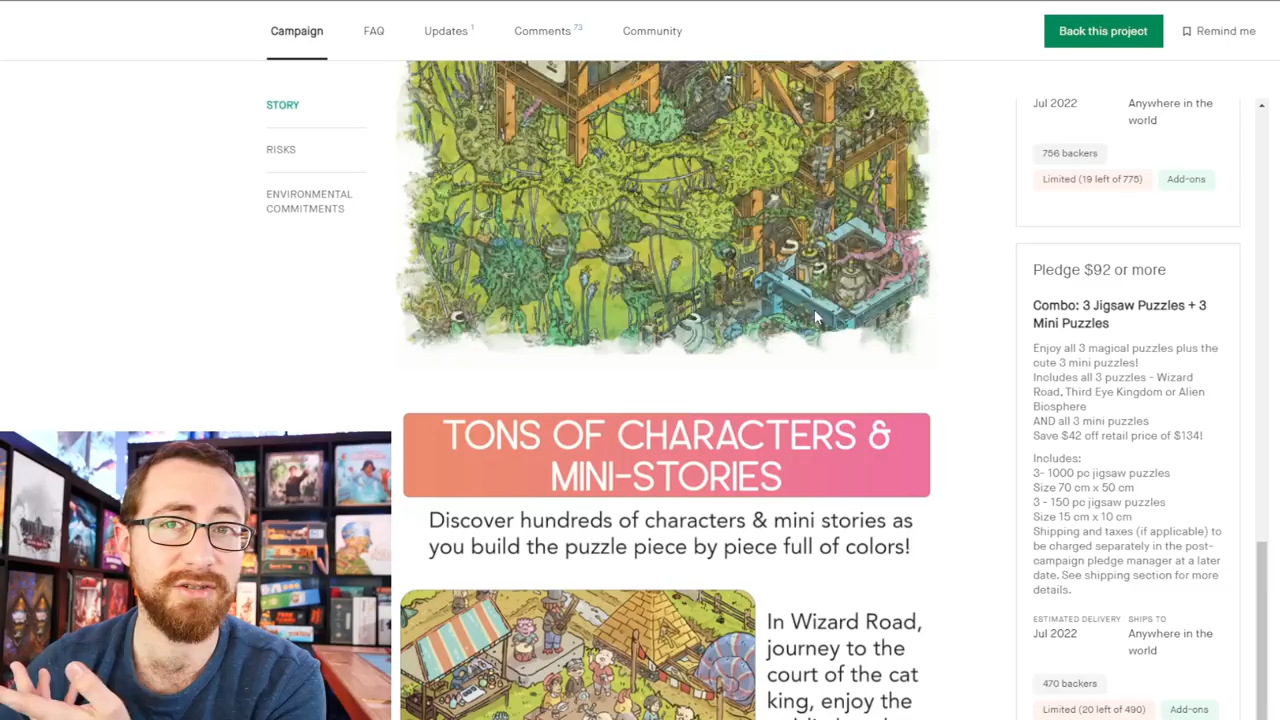 Campaign
FAQ
Updates 1
Comments 73
Community
Back this project
Remind me
STORY
RISKS
ENVIRONMENTAL
COMMITMENTS
Jul 2022
Anywhere in the
world
756 backers
Limited (19 left of 775)
Add-ons
Pledge $92 or more
Combo: 3 Jigsaw Puzzles + 3
Mini Puzzles
Enjoy all 3 magical puzzles plus the
cute 3 mini puzzles!
Includes all 3 puzzles - Wizard
Road, Third Eye Kingdom or Alien
Biosphere
AND all 3 mini puzzles
Save $42 off retail price of $134!
Includes:
3- 1000 pc jigsaw puzzles
Size 70 cm x 50 cm
3 - 150 pc jigsaw puzzles
Size 15 cm x 10 cm
Shipping and taxes (if applicable) to
be charged separately in the post-
campaign pledge manager at a later
date. See shipping section for more
details.
ESTIMATED DELIVERY
SHIPS TO
Jul 2022
Anywhere in the
world
470 backers
Limited (20 left of 490)
Add-ons
TONS OF CHARACTERS &
MINI-STORIES
Discover hundreds of characters & mini stories as
you build the puzzle piece by piece full of colors!
In Wizard Road,
journey to the
court of the cat
king, enjoy the